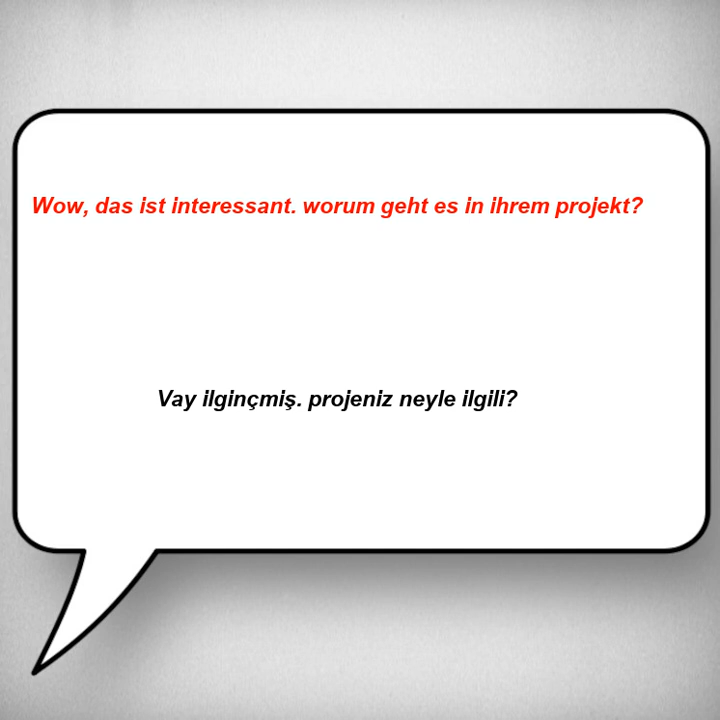 Wow, das ist interessant. worum geht es in ihrem projekt?
Vay ilginçmiş. projeniz neyle ilgili?